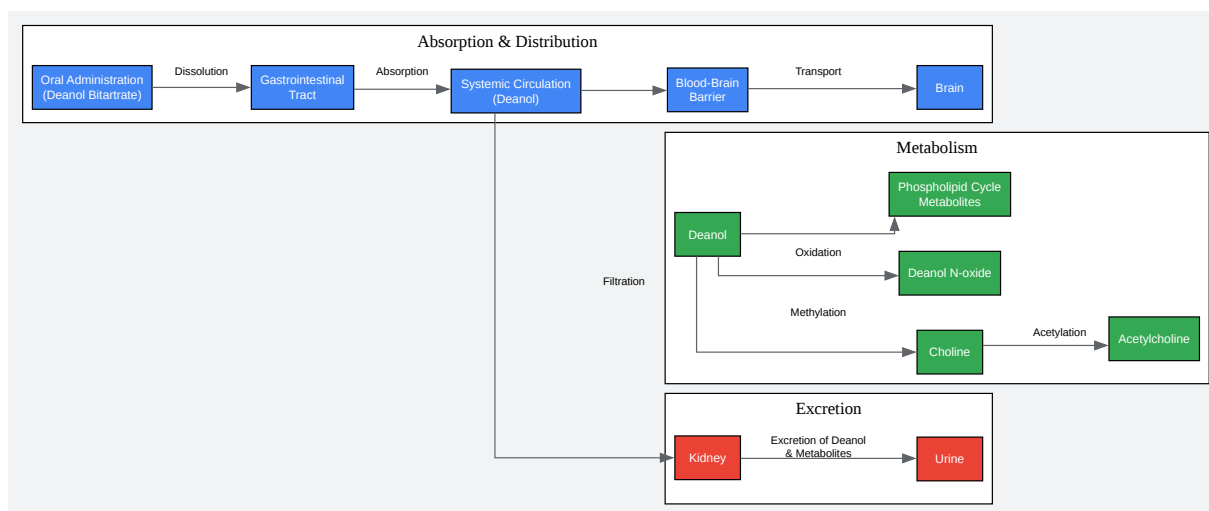 Absorption & Distribution
Oral Administration
(Deanol Bitartrate)
Dissolution
Gastrointestinal
Tract
Absorption
Systemic Circulation
(Deanol)
Blood-Brain
Barrier
Transport
Brain
Metabolism
Phospholipid Cycle
Metabolites
Deanol
Oxidation
Deanol N-oxide
Filtration
Methylation
Choline
Acetylation
Acetylcholine
Excretion
Kidney
Excretion of Deanol
& Metabolites
Urine